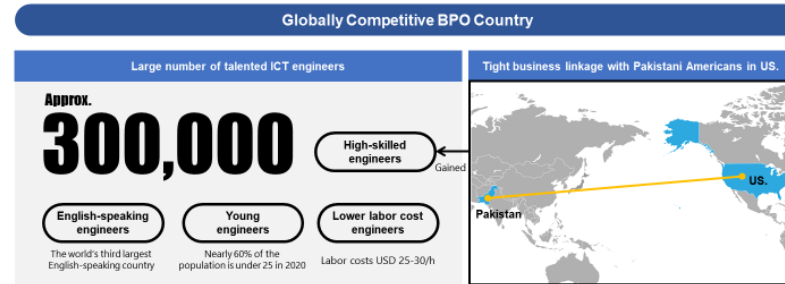 Globally Competitive BPO Country
Large number of talented ICT engineers
Tight business linkage with Pakistani Americans in US.
Approx.
300,000
High-skilled
engineers
Gained
English-speaking
engineers
The world's third largest
English-speaking country
Young
engineers
Nearly 60% of the
population is under 25 in 2020
Lower labor cost
engineers
Labor costs USD 25-30/h
US.
Pakistan